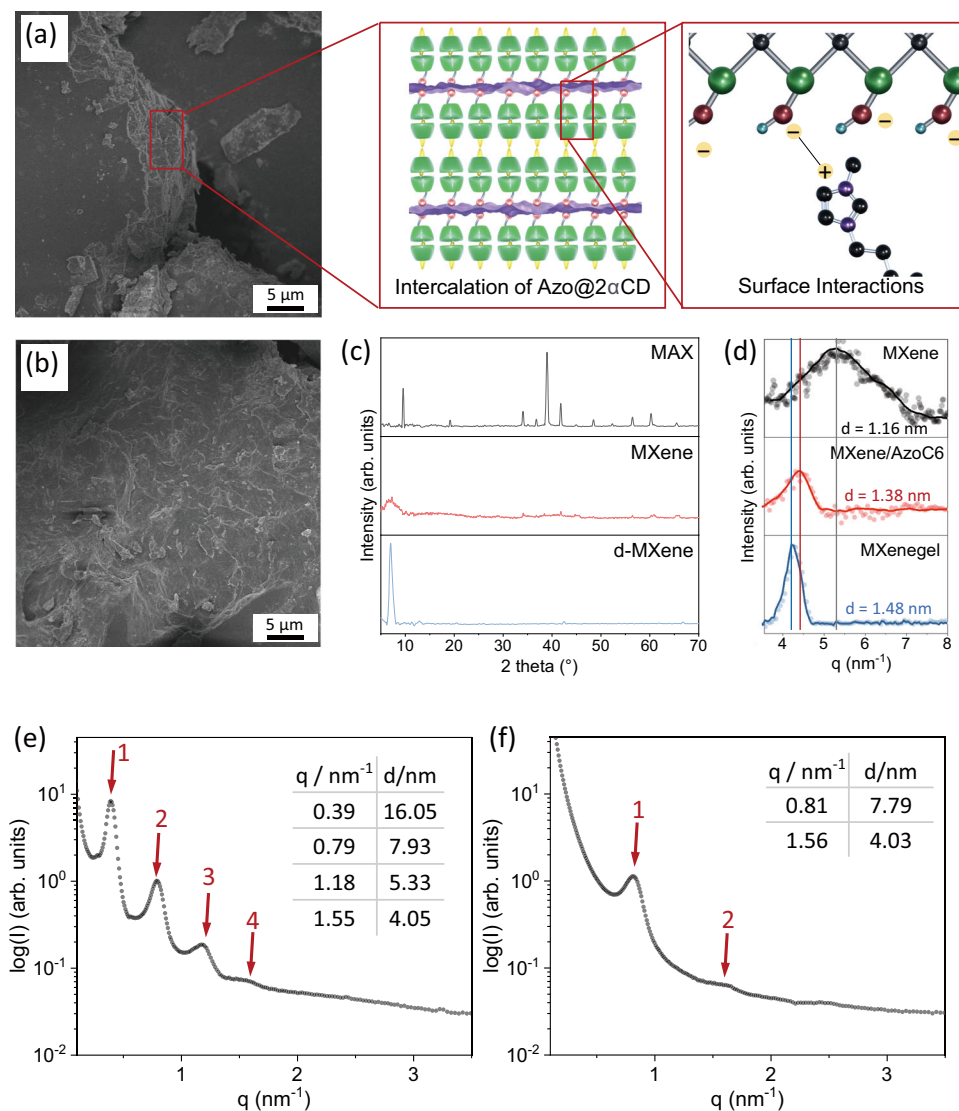 (a)
5 µm
Intercalation of Azo@2αCD
− − − −
+
Surface Interactions
(b)
5 µm
(c)
MAX
MXene
d-MXene
Intensity (arb. units)
10 20 30 40 50 60 70
2 theta (°)
(d)
MXene
d = 1.16 nm
MXene/AzoC6
d = 1.38 nm
MXenegel
d = 1.48 nm
Intensity (arb. units)
4 5 6 7 8
q (nm⁻¹)
(e)
1
2
3
4
q / nm⁻¹ d/nm
0.39 16.05
0.79 7.93
1.18 5.33
1.55 4.05
log(I) (arb. units)
10¹
10⁰
10⁻¹
10⁻²
1 2 3
q (nm⁻¹)
(f)
1
2
q / nm⁻¹ d/nm
0.81 7.79
1.56 4.03
log(I) (arb. units)
10¹
10⁰
10⁻¹
10⁻²
1 2 3
q (nm⁻¹)